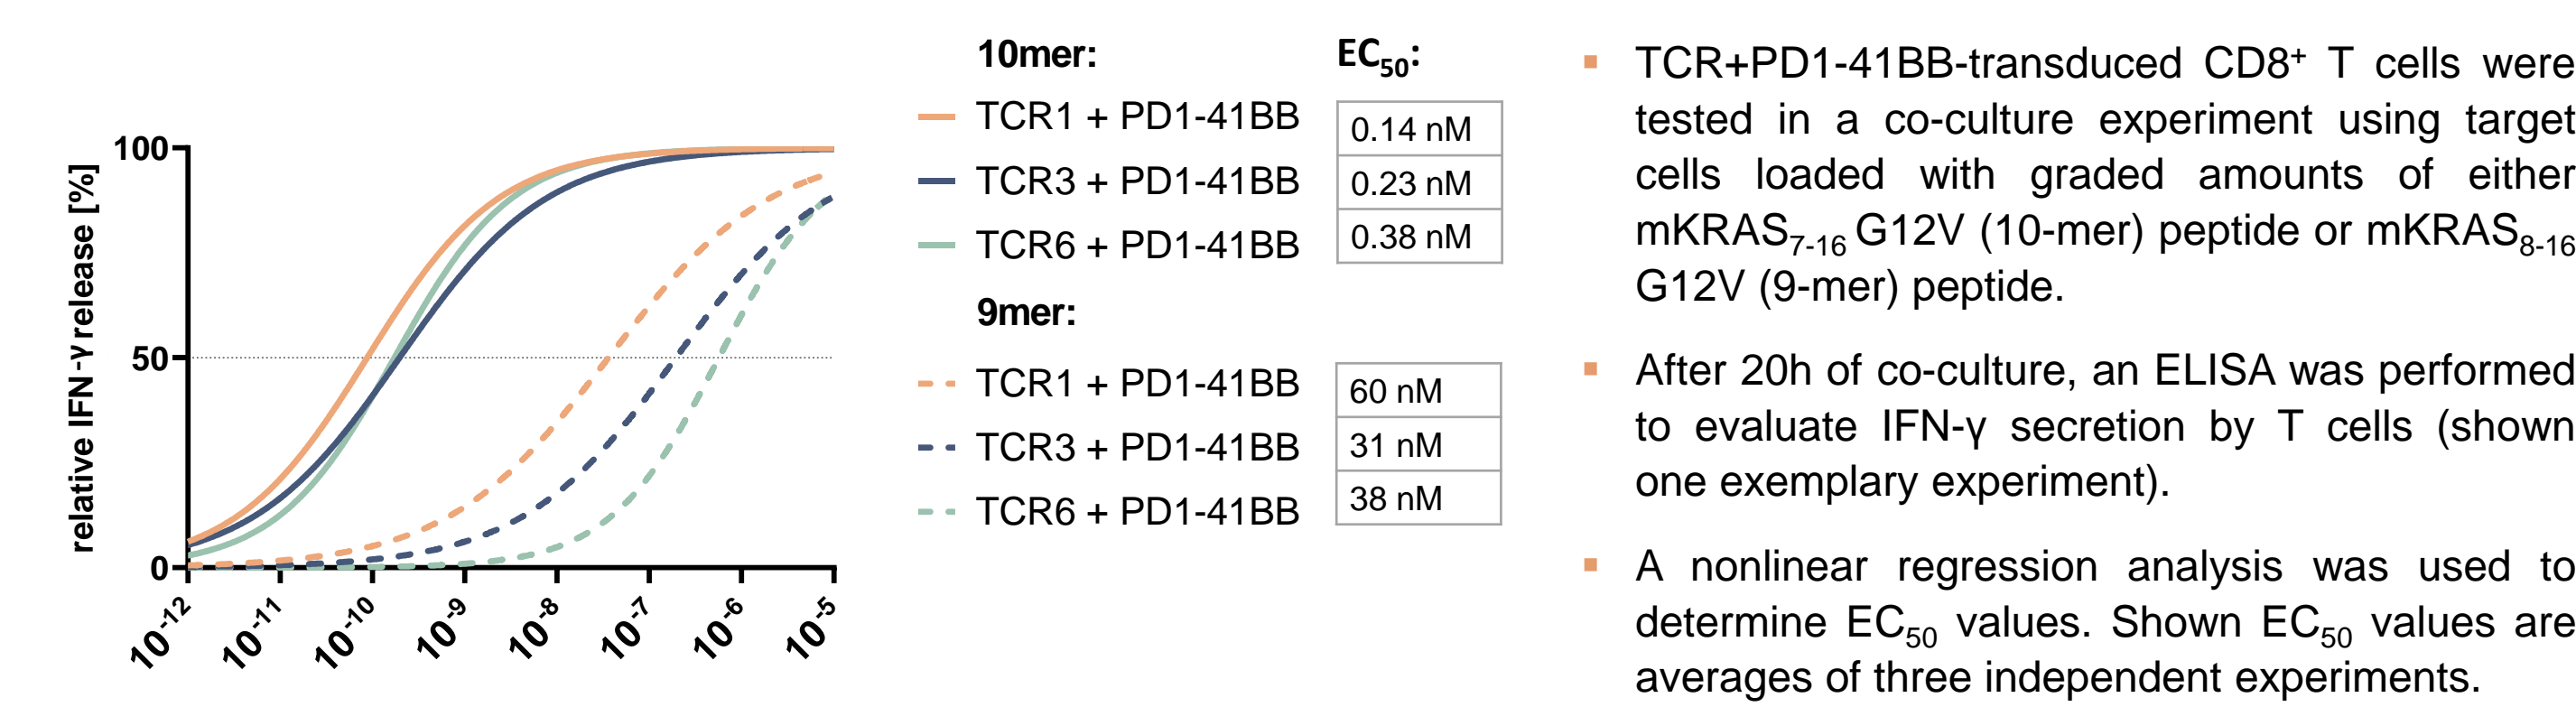 relative IFN-γ release [%]
100
50
0
10-12
10-11
10-10
10-9
10-8
10-7
10-6
10-5
10mer:
EC50:
TCR1 + PD1-41BB
0.14 nM
TCR3 + PD1-41BB
0.23 nM
TCR6 + PD1-41BB
0.38 nM
9mer:
TCR1 + PD1-41BB
60 nM
TCR3 + PD1-41BB
31 nM
TCR6 + PD1-41BB
38 nM
TCR+PD1-41BB-transduced CD8+ T cells were
tested in a co-culture experiment using target
cells loaded with graded amounts of either
mKRAS7-16 G12V (10-mer) peptide or mKRAS8-16
G12V (9-mer) peptide.
After 20h of co-culture, an ELISA was performed
to evaluate IFN-γ secretion by T cells (shown
one exemplary experiment).
A nonlinear regression analysis was used to
determine EC50 values. Shown EC50 values are
averages of three independent experiments.